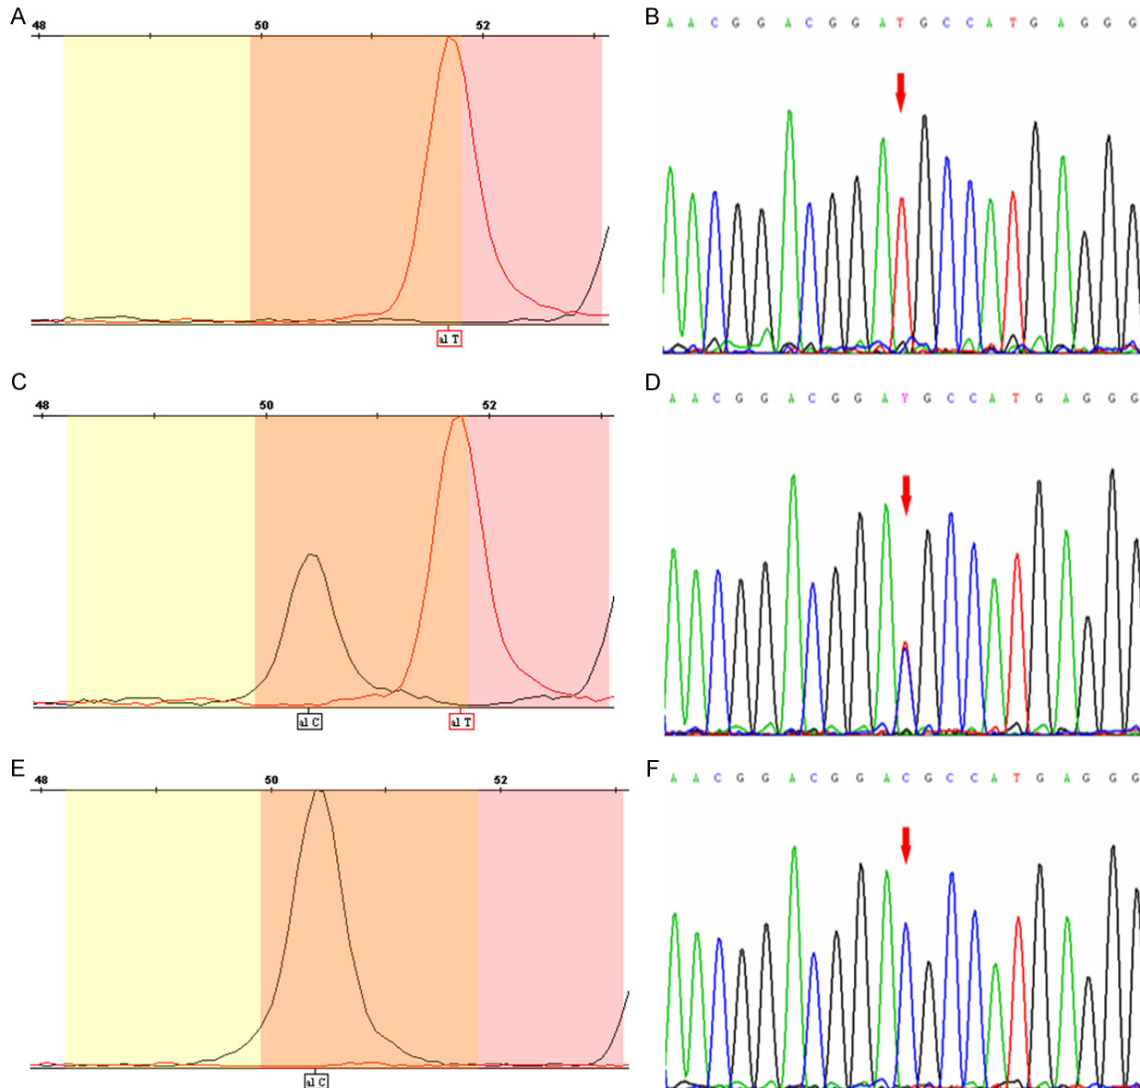 A
48 50 52
al T
B
A A C G G A C G G A T G C C A T G A G G G
C
48 50 52
al C al T
D
A A C G G A C G G A Y G C C A T G A G G G
E
48 50 52
al C
F
A A C G G A C G G A C G C C A T G A G G G